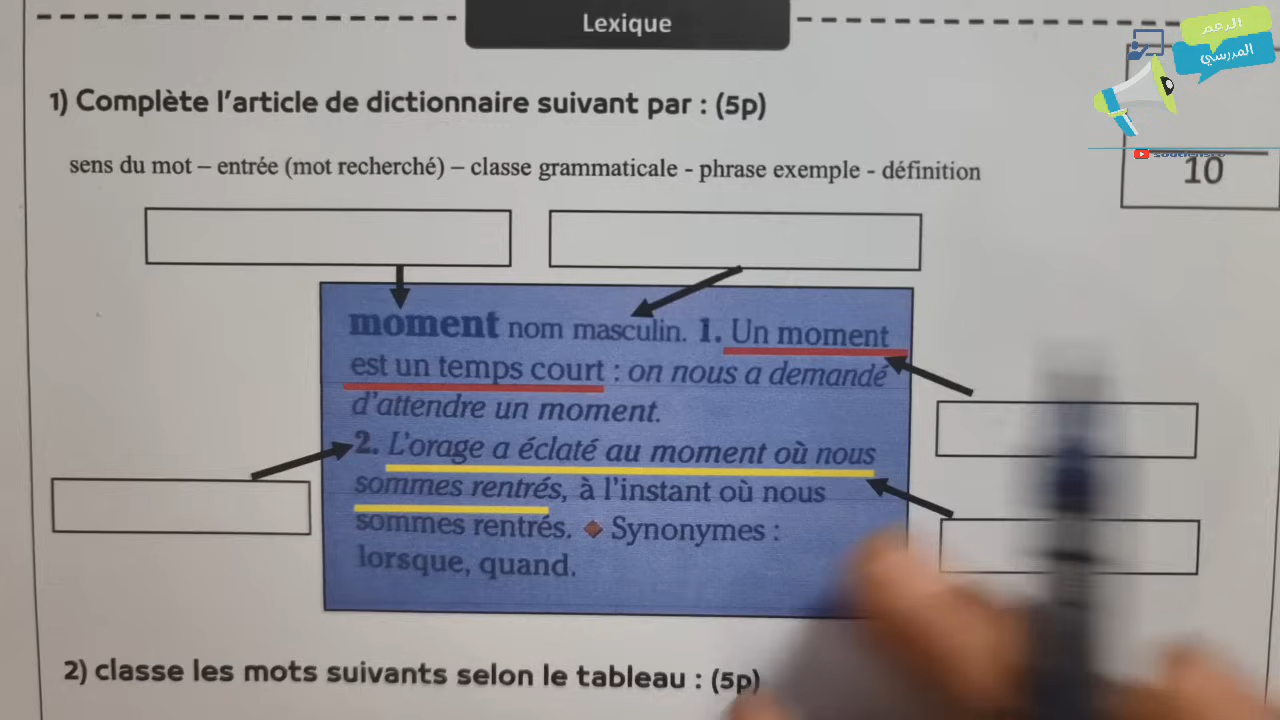 Lexique
الدعم
المدرسي
1) Complète l'article de dictionnaire suivant par : (5p)
sens du mot – entrée (mot recherché) – classe grammaticale - phrase exemple - définition
10
moment nom masculin. 1. Un moment
est un temps court : on nous a demandé
d'attendre un moment.
2. L'orage a éclaté au moment où nous
sommes rentrés, à l'instant où nous
sommes rentrés. ◆ Synonymes :
lorsque, quand.
2) classe les mots suivants selon le tableau : (5p)